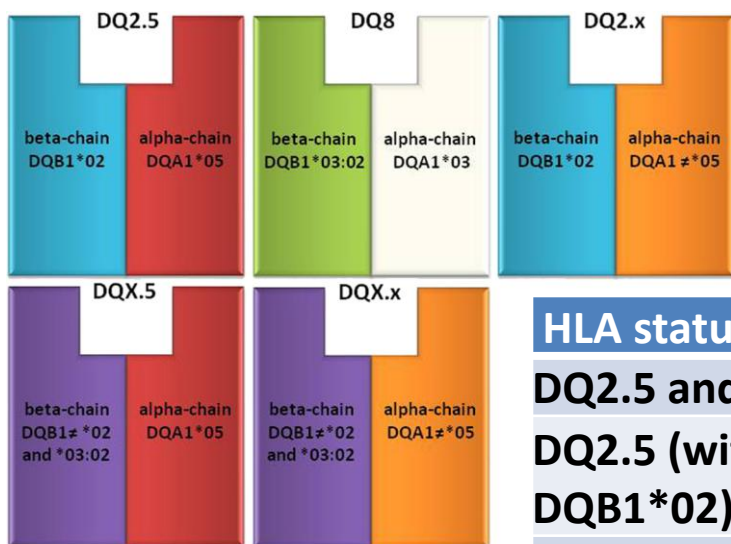 DQ2.5
beta-chain
DQB1*02
alpha-chain
DQA1*05
DQ8
beta-chain
DQB1*03:02
alpha-chain
DQA1*03
DQ2.x
beta-chain
DQB1*02
alpha-chain
DQA1 ≠*05
DQX.5
beta-chain
DQB1≠ *02
and *03:02
alpha-chain
DQA1*05
DQX.x
beta-chain
DQB1≠*02
and *03:02
alpha-chain
DQA1≠*05
HLA statu
DQ2.5 and
DQ2.5 (wit
DQB1*02)